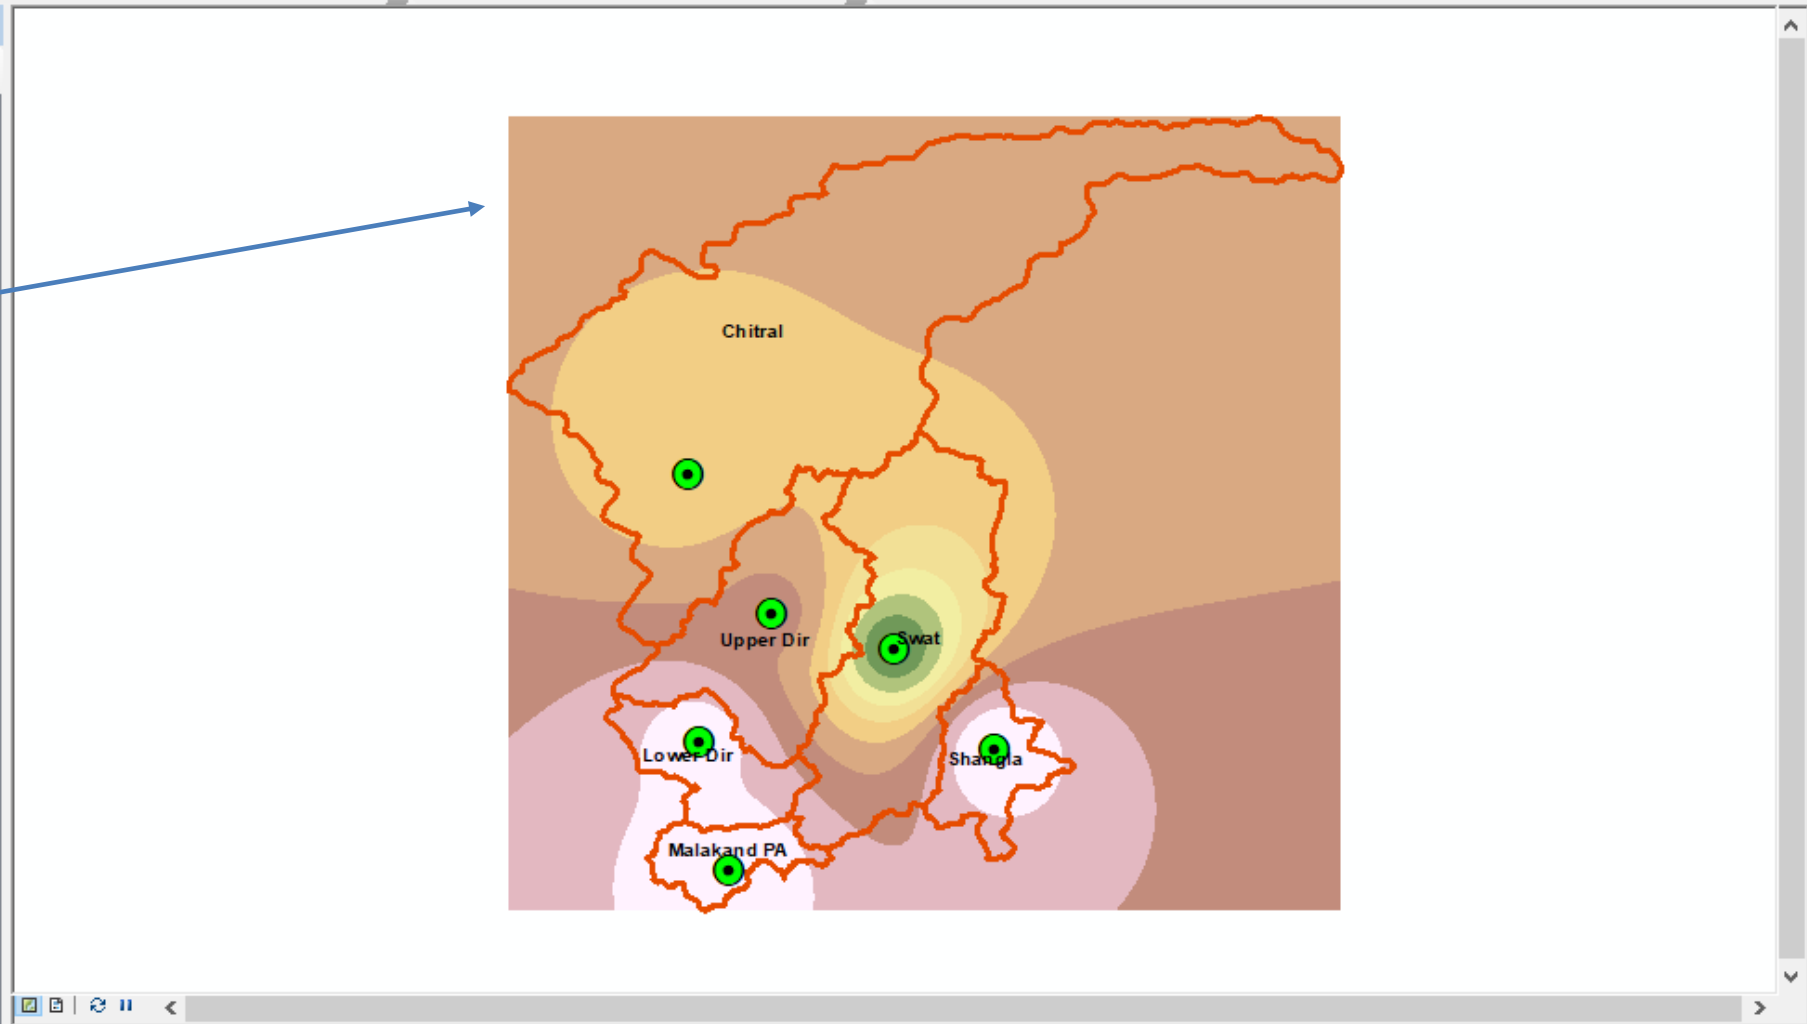 Chitral
Upper Dir
Swat
Lower Dir
Shangla
Malakand PA